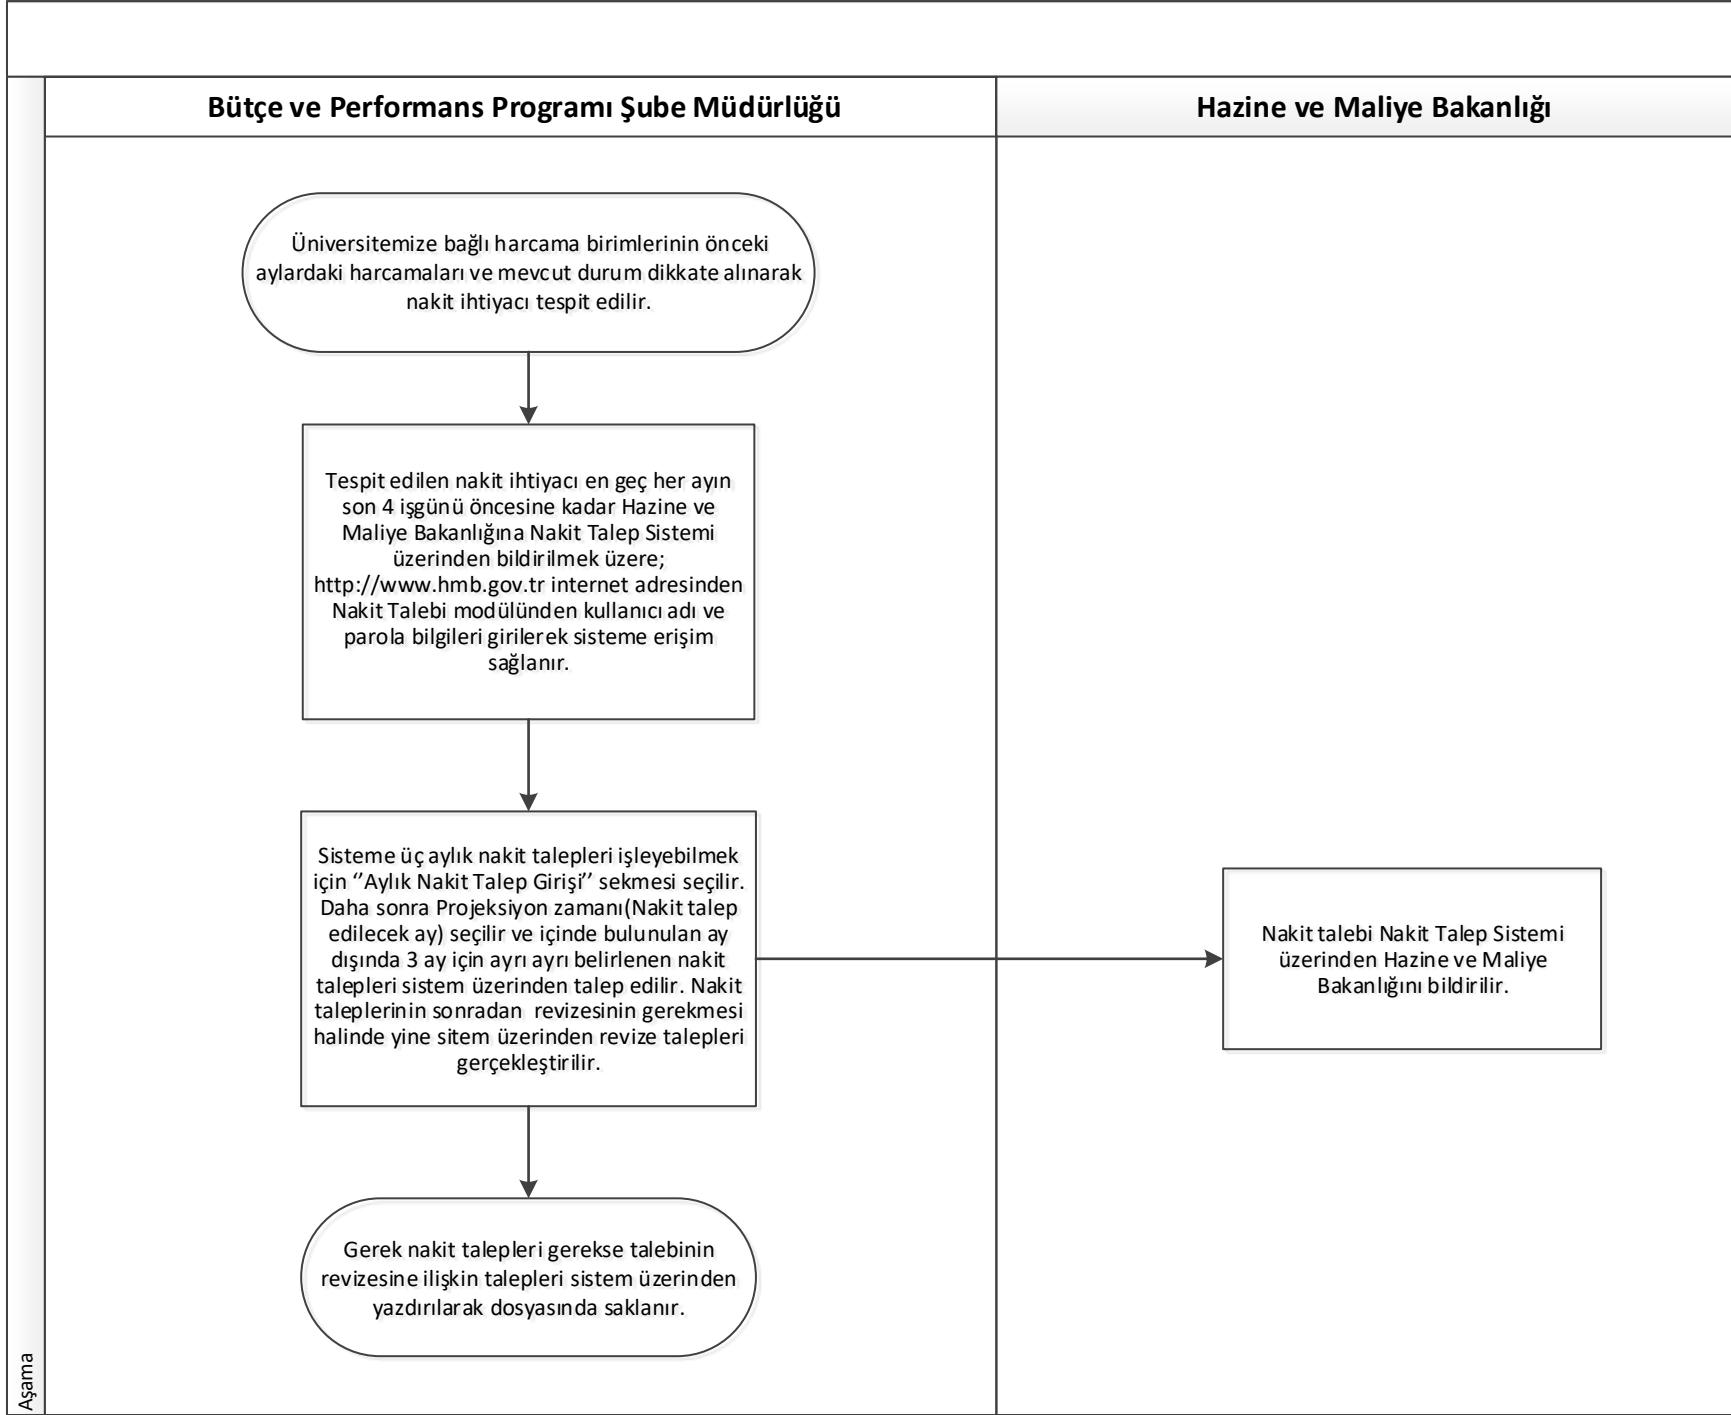 Bütçe ve Performans Programı Şube Müdürlüğü
Hazine ve Maliye Bakanlığı
Üniversitemize bağlı harcama birimlerinin önceki
aylardaki harcamaları ve mevcut durum dikkate alınarak
nakit ihtiyacı tespit edilir.
Tespit edilen nakit ihtiyacı en geç her ayın
son 4 işgünü öncesine kadar Hazine ve
Maliye Bakanlığına Nakit Talep Sistemi
üzerinden bildirilmek üzere;
http://www.hmb.gov.tr internet adresinden
Nakit Talebi modülünden kullanıcı adı ve
parola bilgileri girilerek sisteme erişim
sağlanır.
Sisteme üç aylık nakit talepleri işleyebilmek
için ‘’Aylık Nakit Talep Girişi’’ sekmesi seçilir.
Daha sonra Projeksiyon zamanı(Nakit talep
edilecek ay) seçilir ve içinde bulunulan ay
dışında 3 ay için ayrı ayrı belirlenen nakit
talepleri sistem üzerinden talep edilir. Nakit
taleplerinin sonradan  revizesinin gerekmesi
halinde yine sitem üzerinden revize talepleri
gerçekleştirilir.
Nakit talebi Nakit Talep Sistemi
üzerinden Hazine ve Maliye
Bakanlığını bildirilir.
Gerek nakit talepleri gerekse talebinin
revizesine ilişkin talepleri sistem üzerinden
yazdırılarak dosyasında saklanır.
Aşama